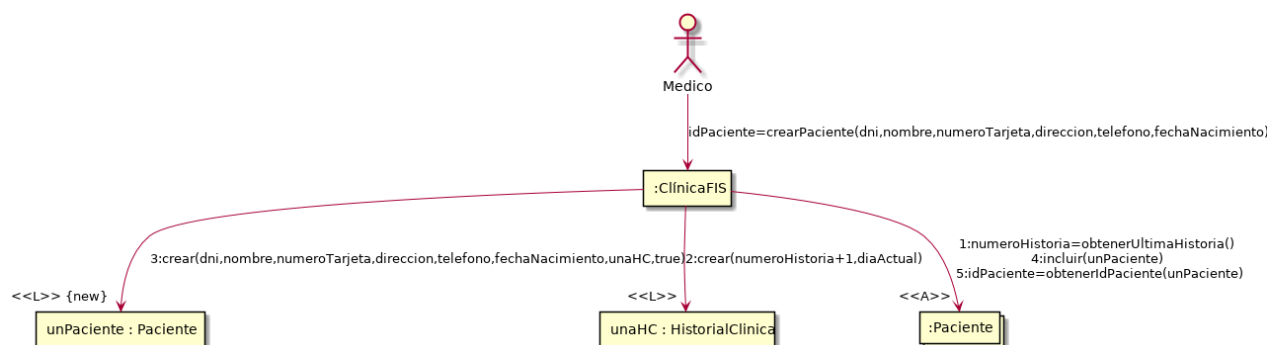 Medico
idPaciente=crearPaciente(dni,nombre,numeroTarjeta,direccion,telefono,fechaNacimiento)
:ClínicaFIS
1:numeroHistoria=obtenerUltimaHistoria()
3:crear(dni,nombre,numeroTarjeta,direccion,telefono,fechaNacimiento,unaHC,true)
2:crear(numeroHistoria+1,diaActual)
4:incluir(unPaciente)
5:idPaciente=obtenerIdPaciente(unPaciente)
<<L>> {new}
<<L>>
<<A>>
unPaciente : Paciente
unaHC : HistorialClinica
:Paciente